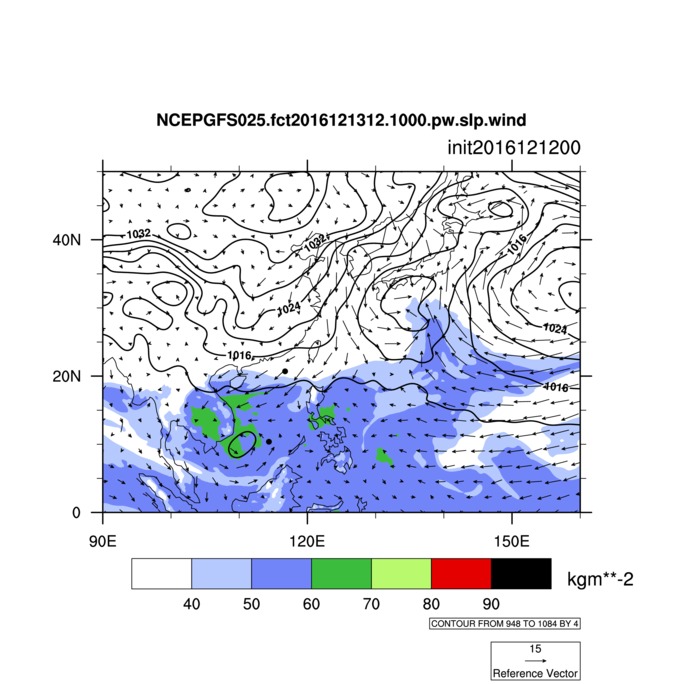 NCEPGFS025.fct2016121312.1000.pw.slp.wind
init2016121200
40N
20N
0
90E 120E 150E
1032
1032
1024
1016
1016
1024
1016
40 50 60 70 80 90
kgm**-2
CONTOUR FROM 948 TO 1084 BY 4
15
Reference Vector